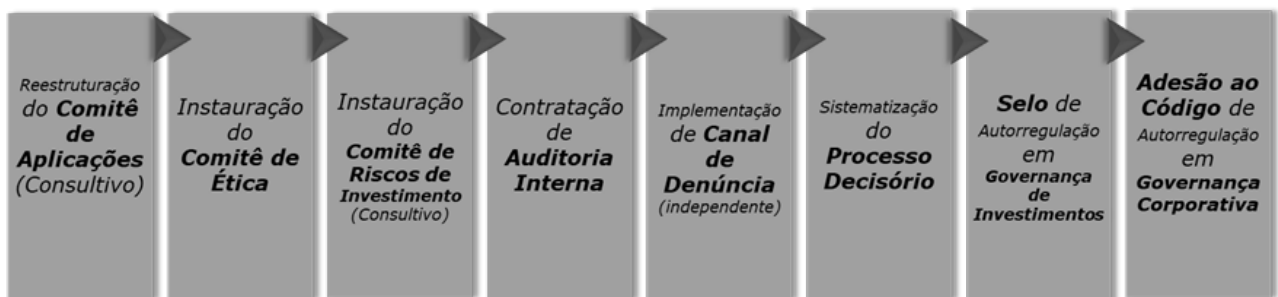 Reestruturação
do Comitê
de
Aplicações
(Consultivo)
Instauração
do
Comitê de
Ética
Instauração
do
Comitê de
Riscos de
Investimento
(Consultivo)
Contratação
de
Auditoria
Interna
Implementação
de Canal
de
Denúncia
(independente)
Sistematização
do
Processo
Decisório
Selo de
Autorregulação
em
Governança
de
Investimentos
Adesão ao
Código de
Autorregulação
em
Governança
Corporativa